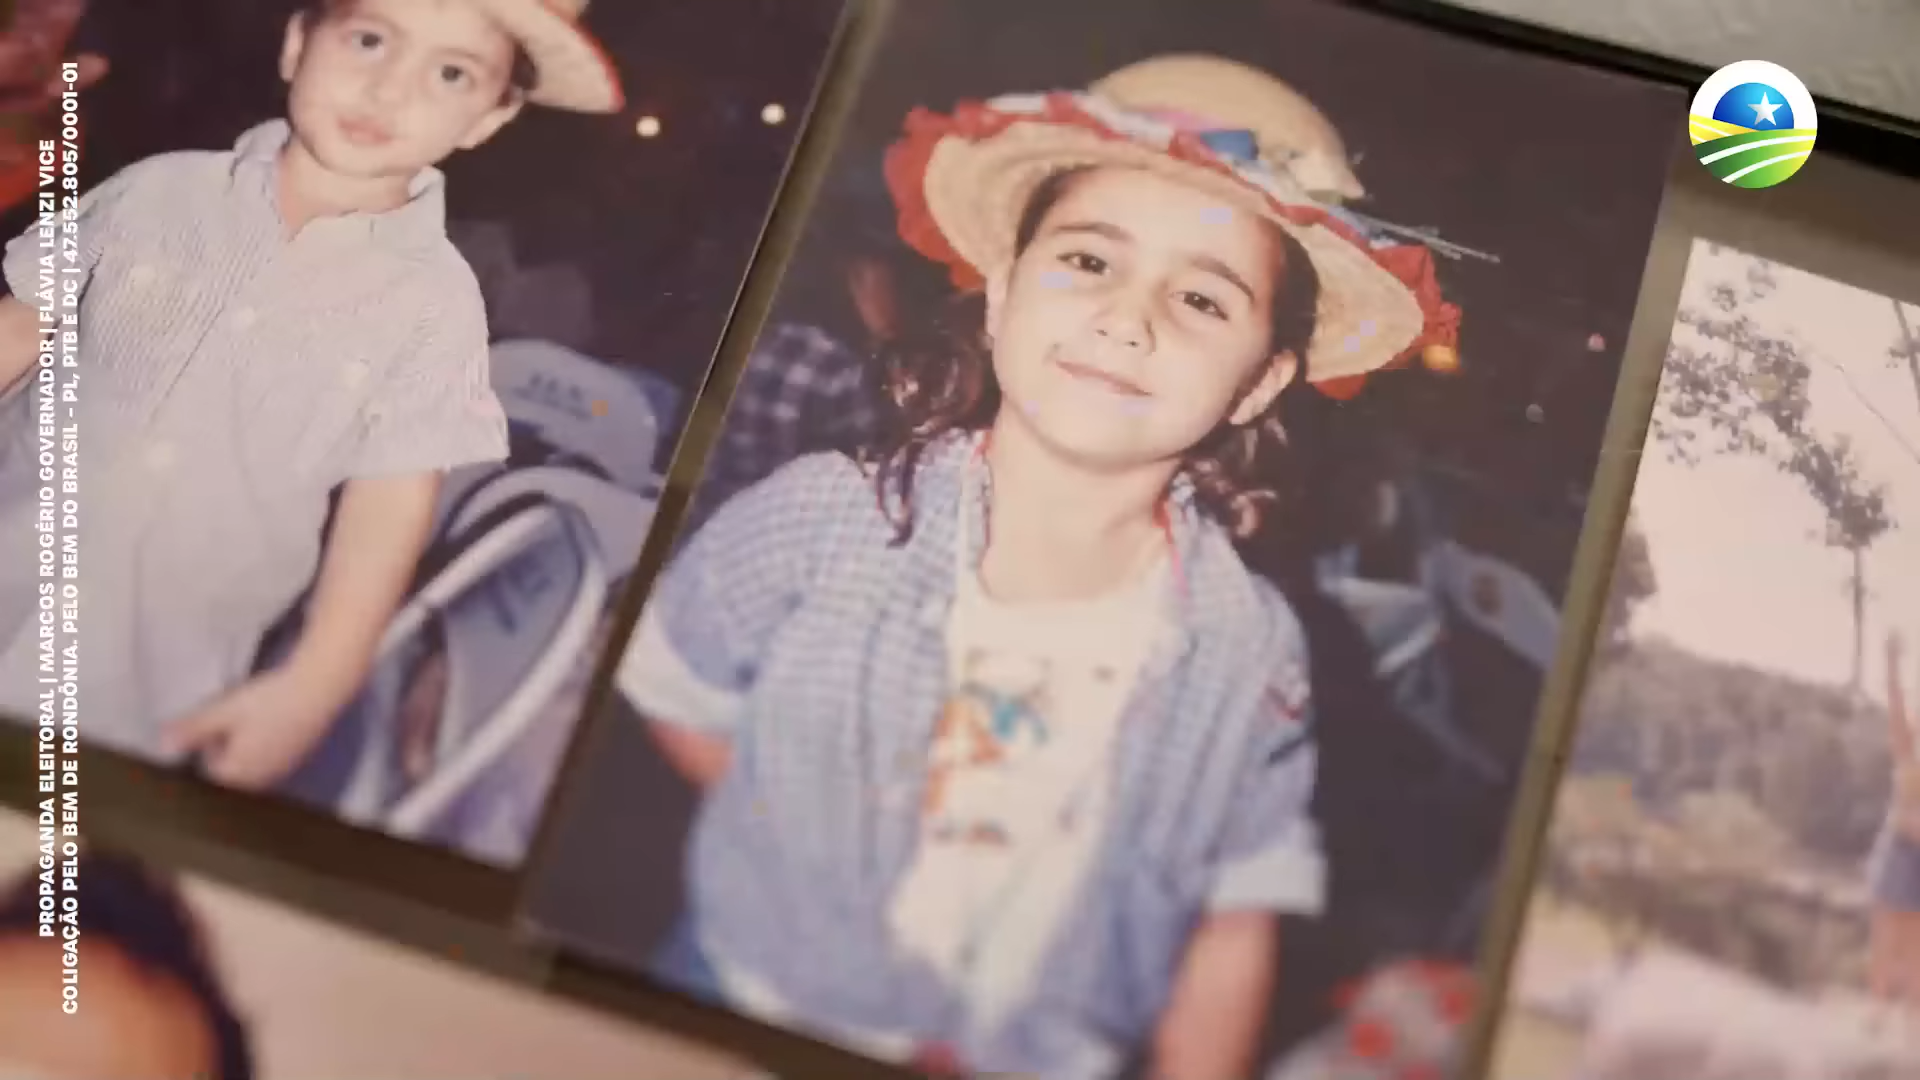 PROPAGANDA ELEITORAL | MARCOS ROGÉRIO GOVERNADOR | FLÁVIA LENZI VICE
COLIGAÇÃO PELO BEM DE RONDÔNIA. PELO BEM DO BRASIL - PL, PTB E DC | 47.552.805/0001-01